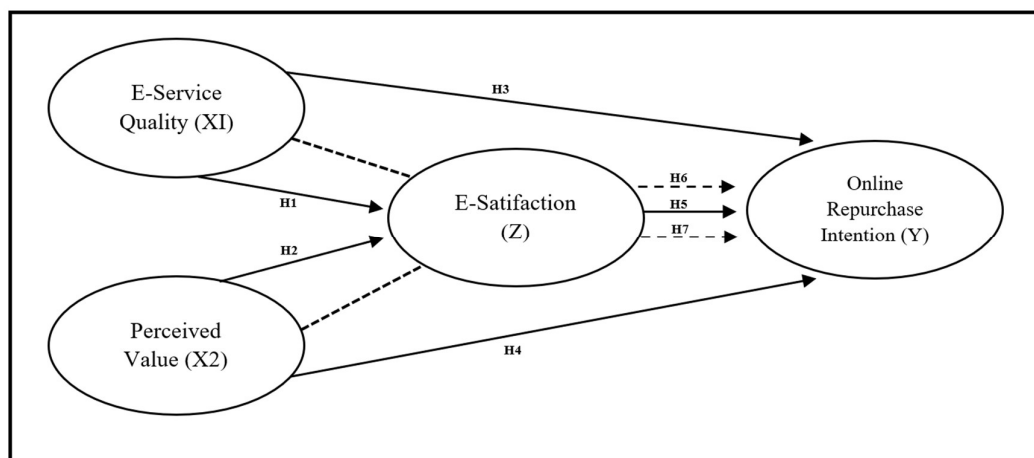 E-Service
Quality (XI)
H3
H1
E-Satifaction
(Z)
H6
H5
H7
Online
Repurchase
Intention (Y)
H2
Perceived
Value (X2)
H4